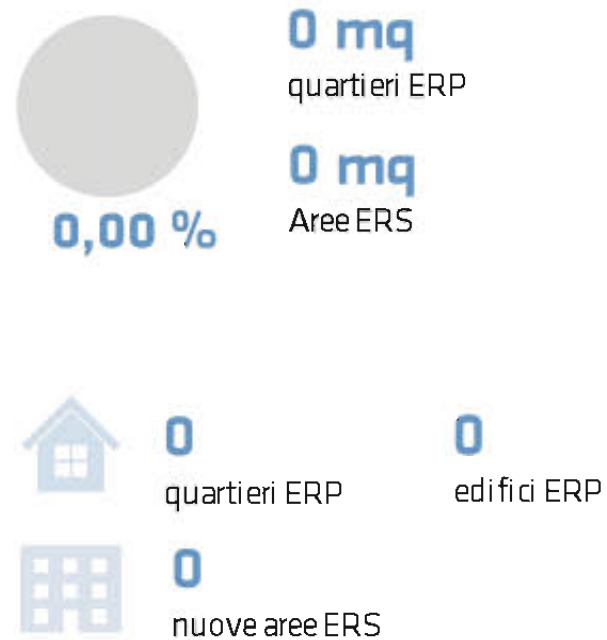 0 mq
quartieri ERP
0 mq
Aree ERS
0,00 %
0
quartieri ERP
0
edifici ERP
0
nuove aree ERS